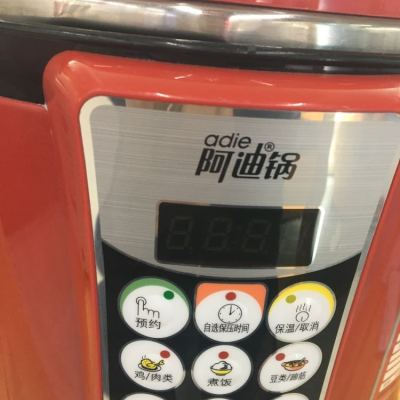 adie®
阿迪锅
预约
自选保压时间
保温/取消
鸡/肉类
煮饭
豆类/蹄筋